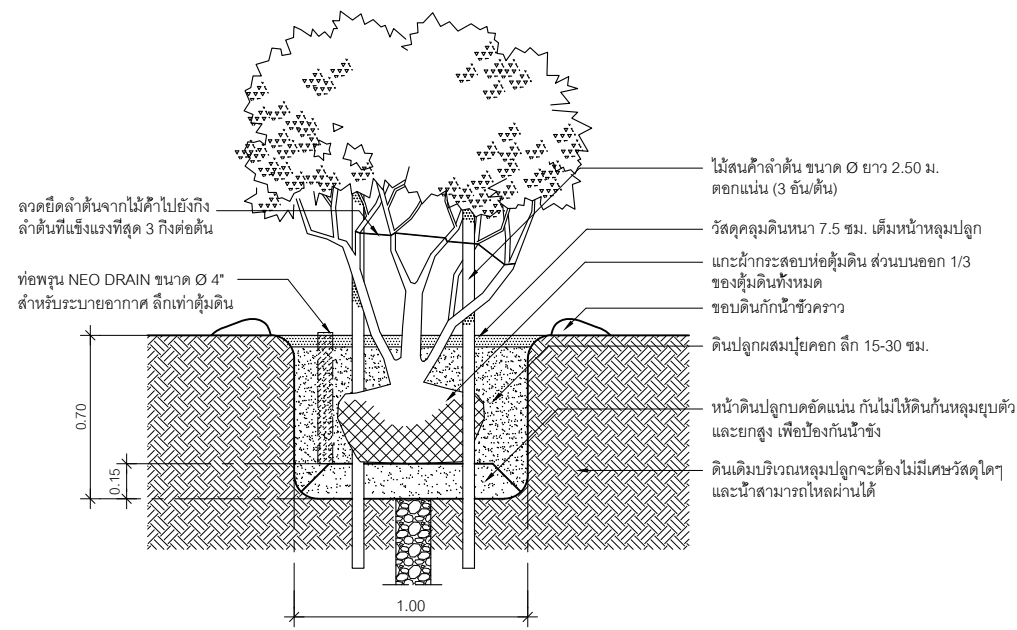 ลวดยึดลำต้นจากไม้ค้ำไปยังกิ่ง
ลำต้นที่แข็งแรงที่สุด 3 กิ่งต่อต้น
ท่อพรุน NEO DRAIN ขนาด Ø 4"
สำหรับระบายอากาศ ลึกเท่าตุ้มดิน
ไม้สนค้ำลำต้น ขนาด Ø ยาว 2.50 ม.
ตอกแน่น (3 อัน/ต้น)
วัสดุคลุมดินหนา 7.5 ซม. เต็มหน้าหลุมปลูก
แกะผ้ากระสอบห่อตุ้มดิน ส่วนบนออก 1/3
ของตุ้มดินทั้งหมด
ขอบดินกักน้ำชั่วคราว
ดินปลูกผสมปุ๋ยคอก ลึก 15-30 ซม.
หน้าดินปลูกบดอัดแน่น กันไม่ให้ดินก้นหลุมยุบตัว
และยกสูง เพื่อป้องกันน้ำขัง
ดินเดิมบริเวณหลุมปลูกจะต้องไม่มีเศษวัสดุใดๆ
และน้ำสามารถไหลผ่านได้
0.70
0.15
1.00